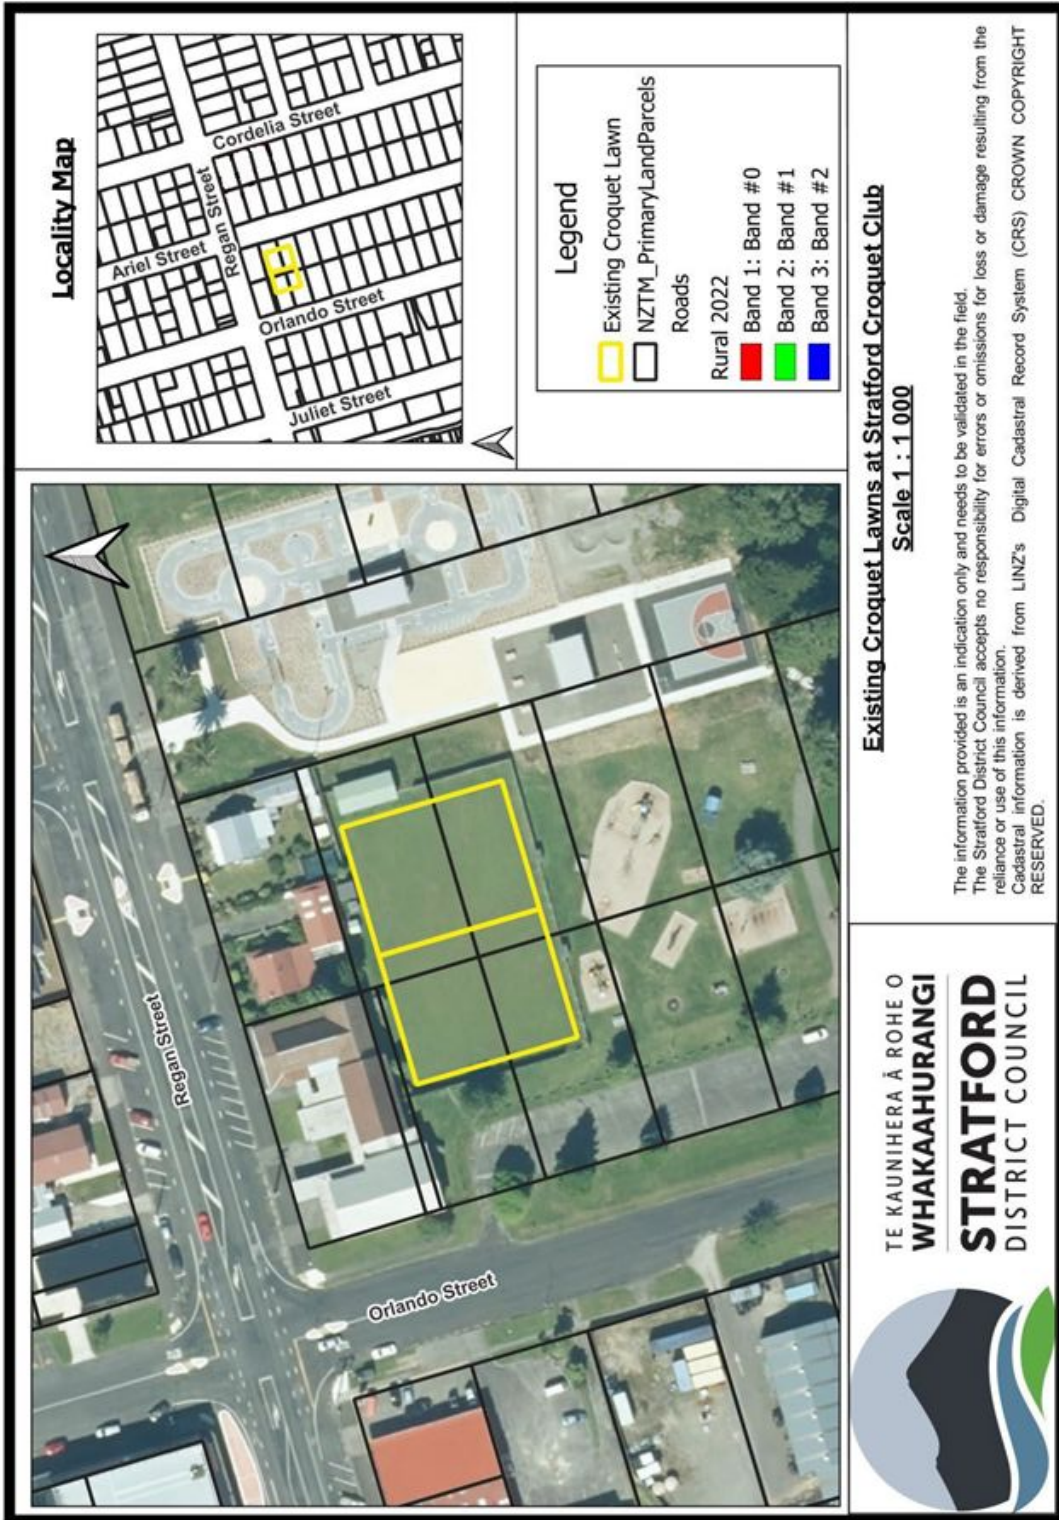 Regan Street
Orlando Street
Locality Map
Ariel Street
Regan Street
Cordelia Street
Orlando Street
Juliet Street
Legend
Existing Croquet Lawn
NZTM_PrimaryLandParcels
Roads
Rural 2022
Band 1: Band #0
Band 2: Band #1
Band 3: Band #2
TE KAUNIHERA Ā ROHE O
WHAKAAHURANGI
STRATFORD
DISTRICT COUNCIL
Existing Croquet Lawns at Stratford Croquet Club
Scale 1 : 1 000
The information provided is an indication only and needs to be validated in the field.
The Stratford District Council accepts no responsibility for errors or omissions for loss or damage resulting from the
reliance or use of this information.
Cadastral information is derived from LINZ's Digital Cadastral Record System (CRS) CROWN COPYRIGHT
RESERVED.